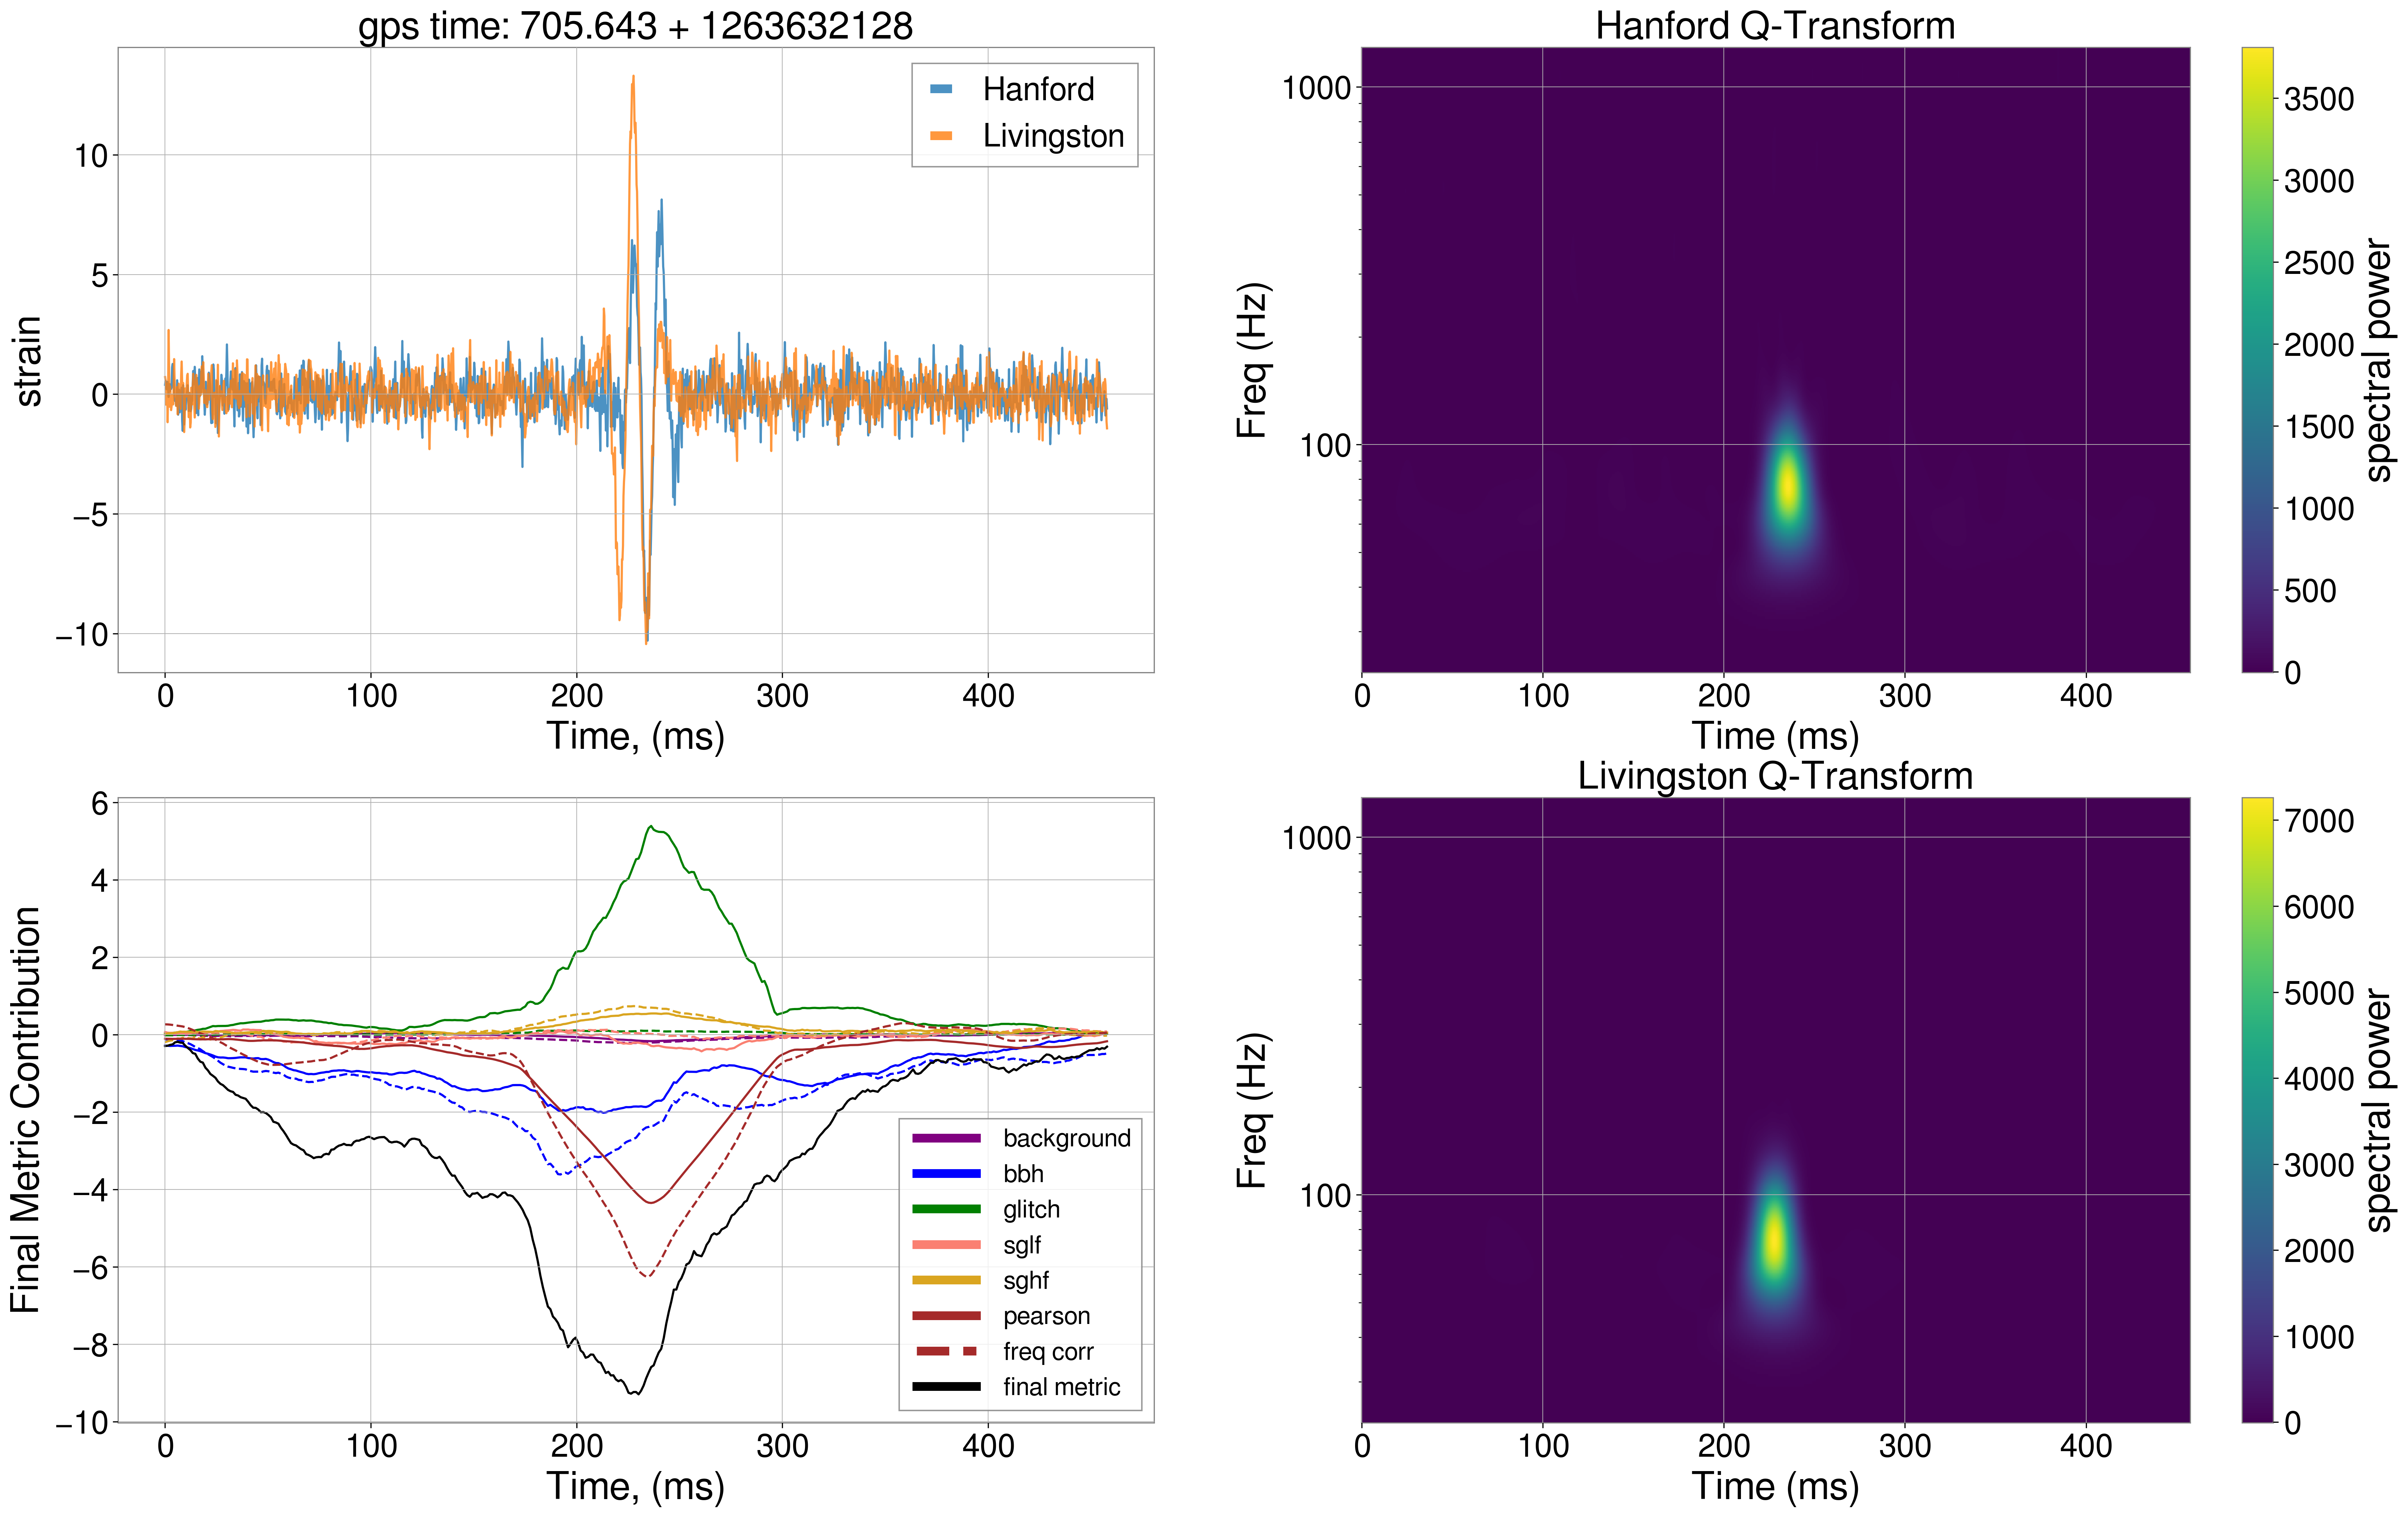 gps time: 705.643 + 1263632128
strain
10
5
0
−5
−10
Hanford
Livingston
0 100 200 300 400
Time, (ms)
Hanford Q-Transform
Freq (Hz)
1000
100
0 100 200 300 400
Time (ms)
3500
3000
2500
2000
1500
1000
500
0
spectral power
Final Metric Contribution
6
4
2
0
−2
−4
−6
−8
−10
background
bbh
glitch
sglf
sghf
pearson
freq corr
final metric
0 100 200 300 400
Time, (ms)
Livingston Q-Transform
Freq (Hz)
1000
100
0 100 200 300 400
Time (ms)
7000
6000
5000
4000
3000
2000
1000
0
spectral power